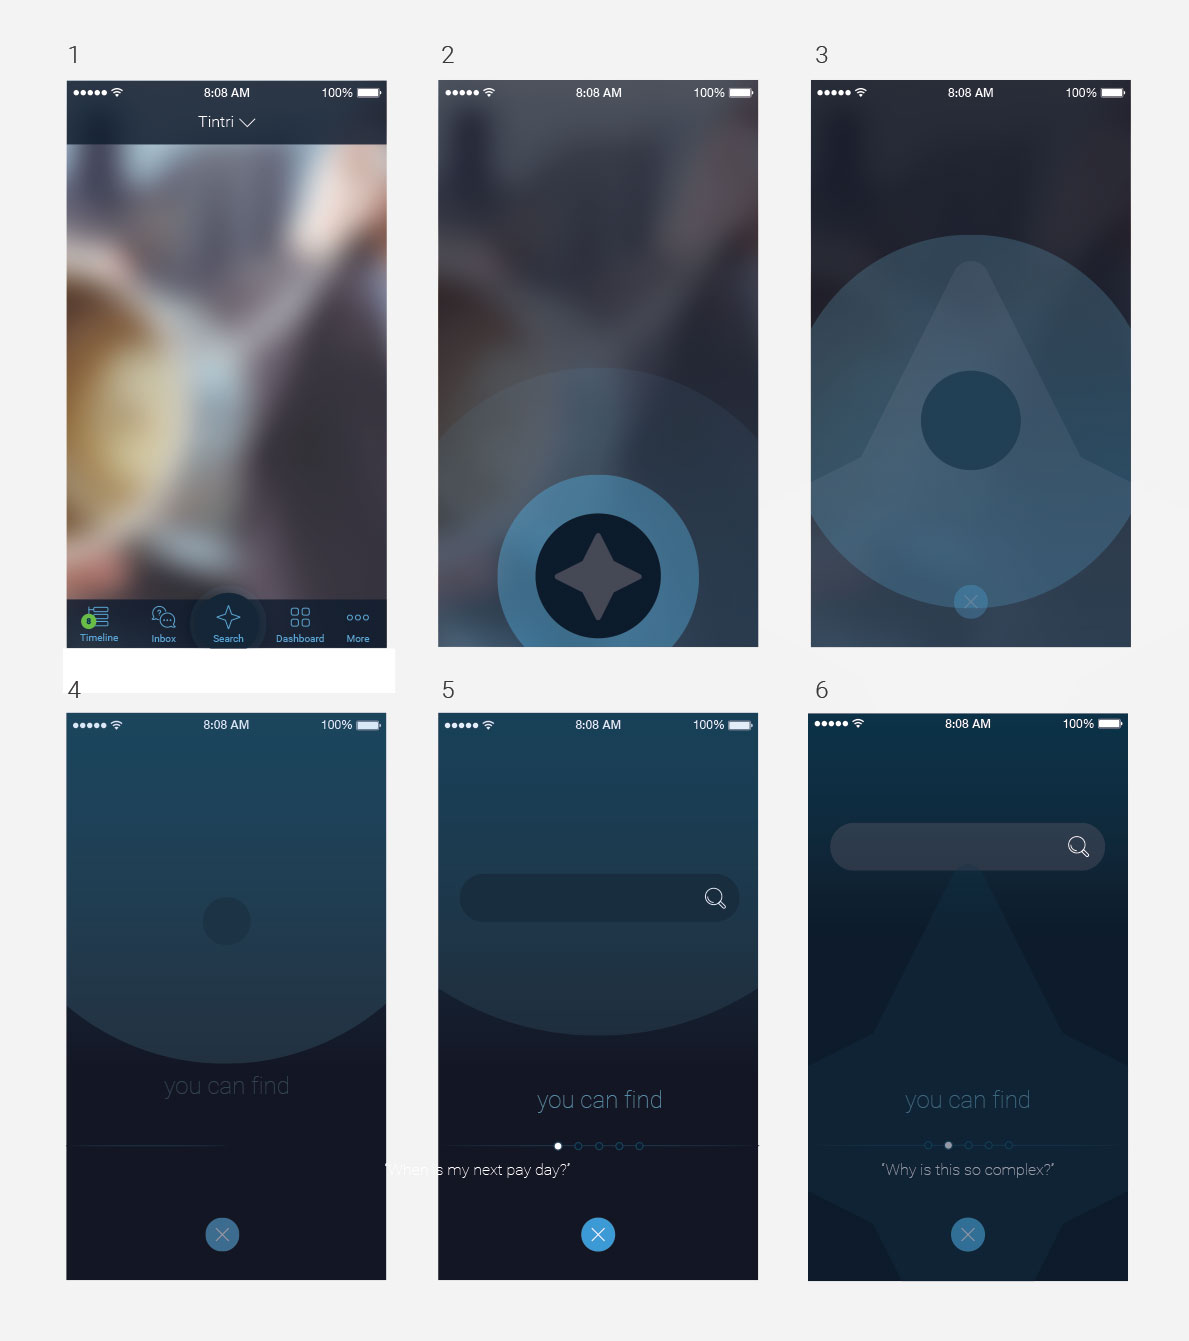 1
8:08 AM 100%
Tintri
8
Timeline Inbox Search Dashboard More
2
8:08 AM 100%
3
8:08 AM 100%
4
8:08 AM 100%
you can find
5
8:08 AM 100%
you can find
"When is my next pay day?"
6
8:08 AM 100%
you can find
"Why is this so complex?"